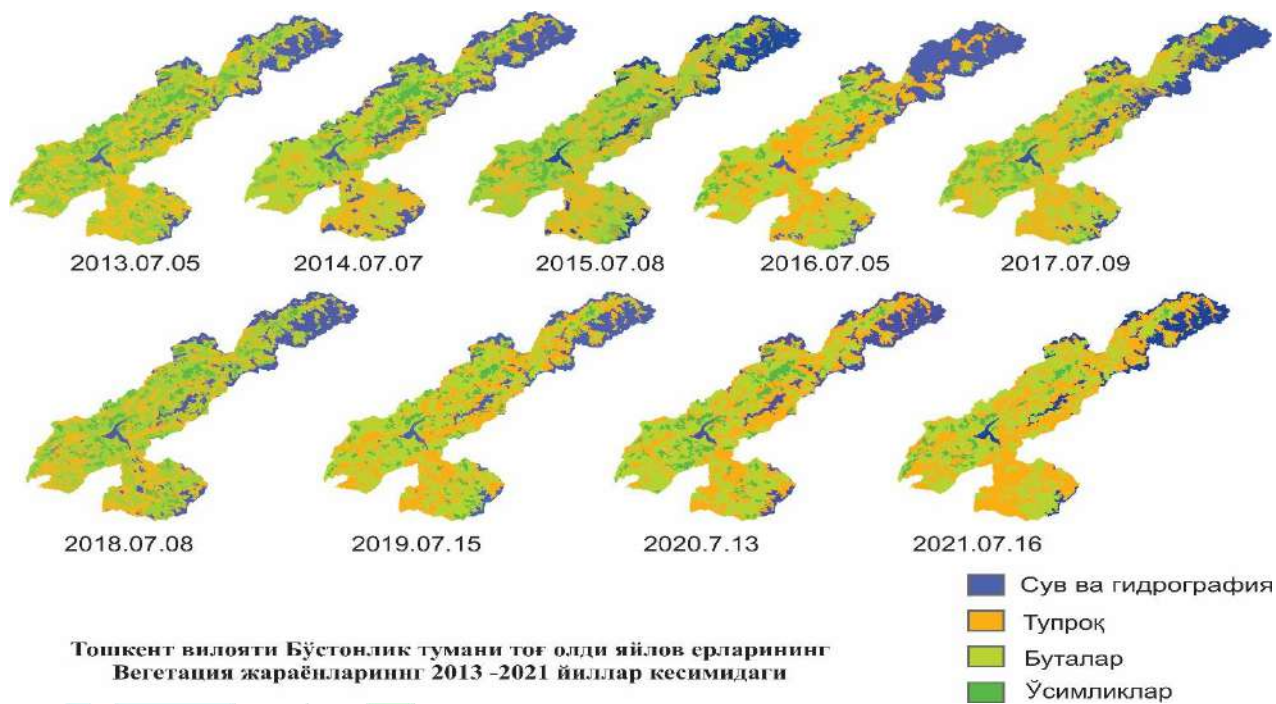 2013.07.05
2014.07.07
2015.07.08
2016.07.05
2017.07.09
2018.07.08
2019.07.15
2020.7.13
2021.07.16
Сув ва гидрография
Тупроқ
Буталар
Ўсимликлар
Тошкент вилояти Бўстонлик тумани тоғ олди яйлов ерларининг
Вегетация жараёнларининг 2013 -2021 йиллар кесимидаги